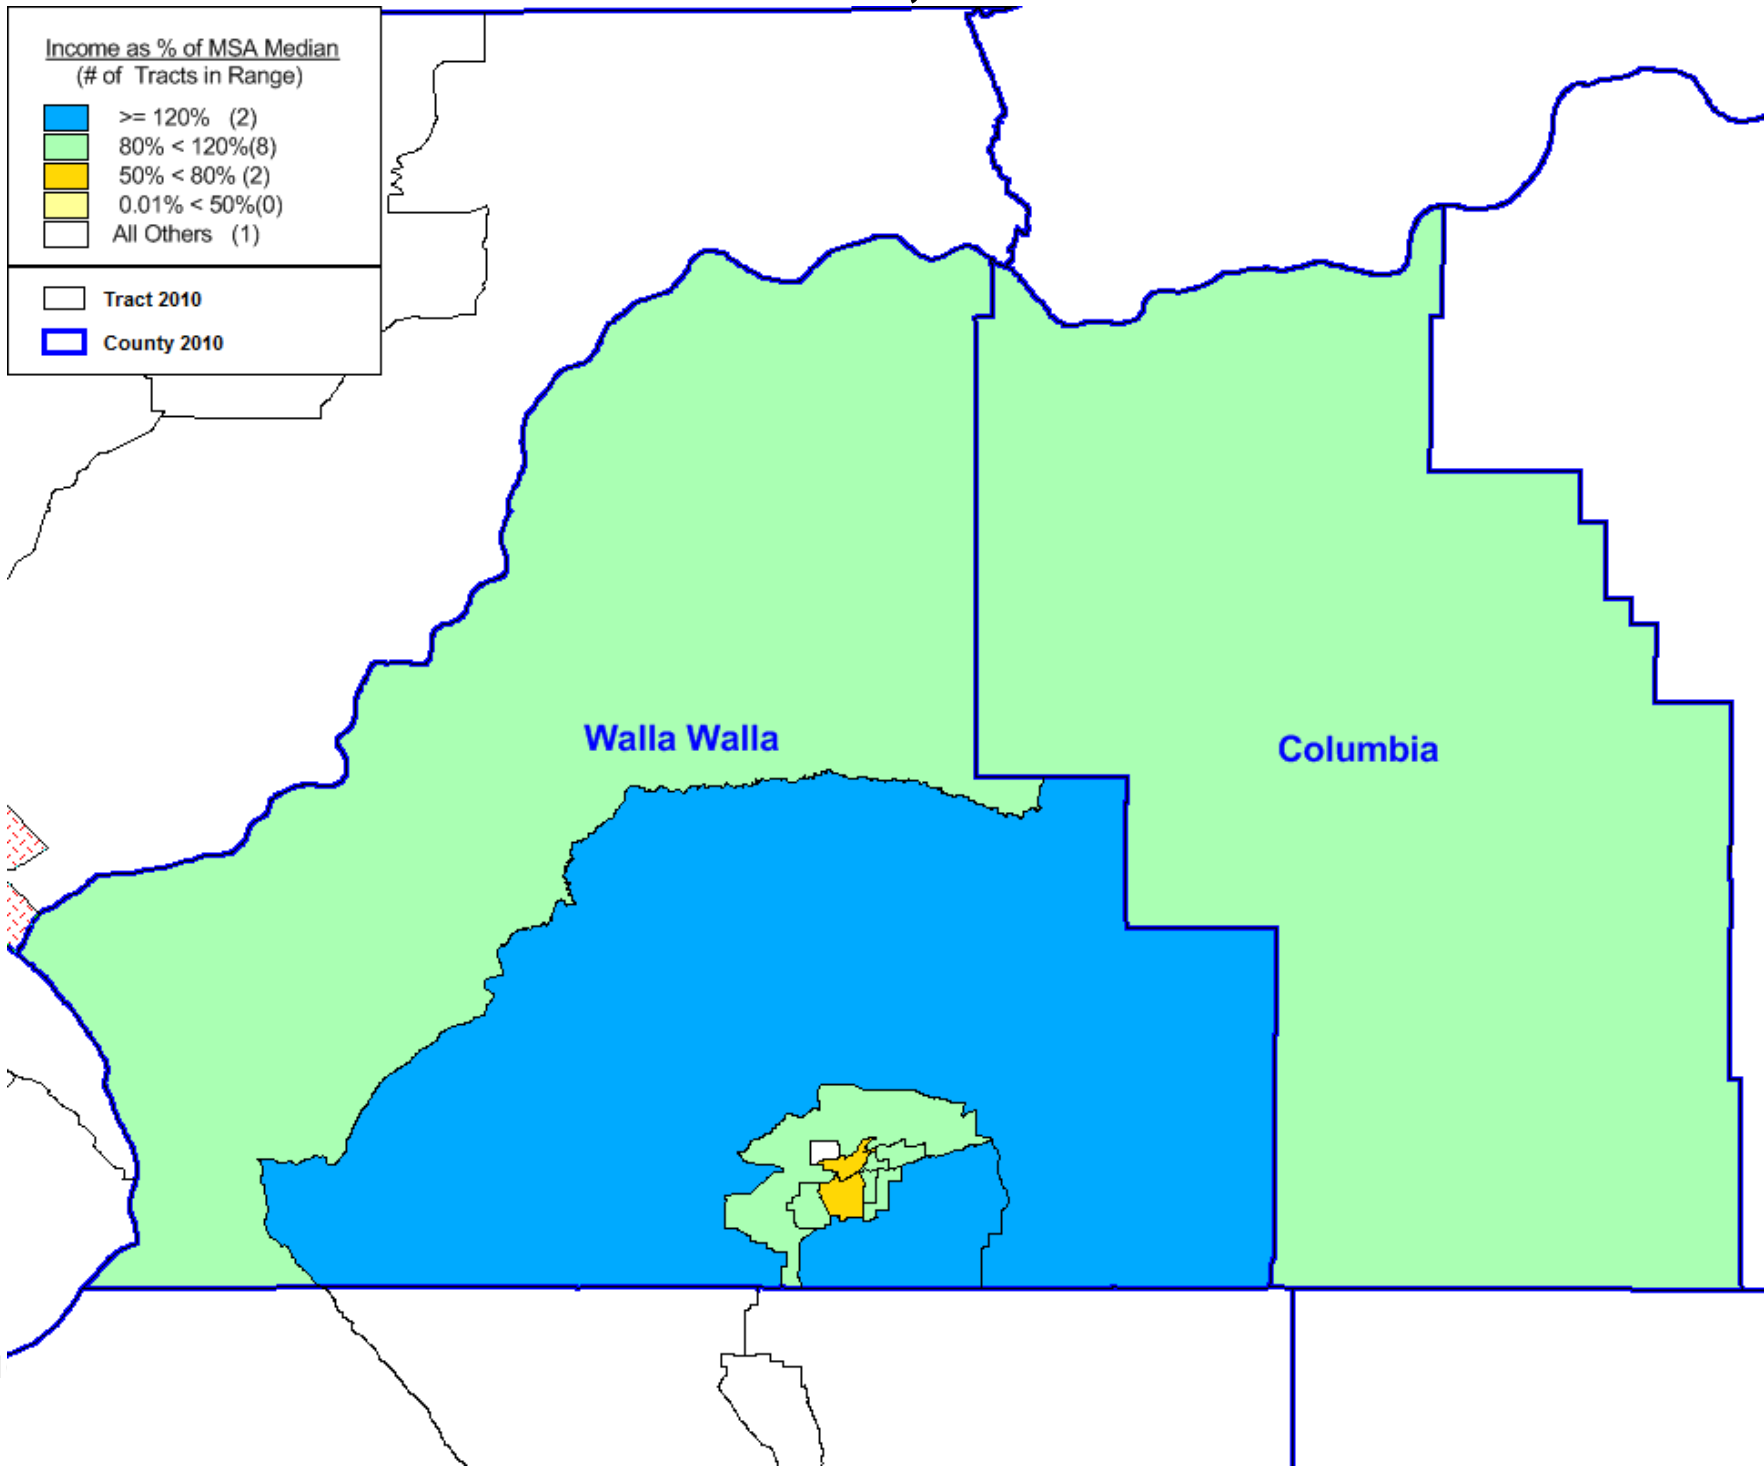 Income as % of MSA Median
(# of Tracts in Range)
>= 120% (2)
80% < 120%(8)
50% < 80% (2)
0.01% < 50%(0)
All Others (1)
Tract 2010
County 2010
Walla Walla
Columbia